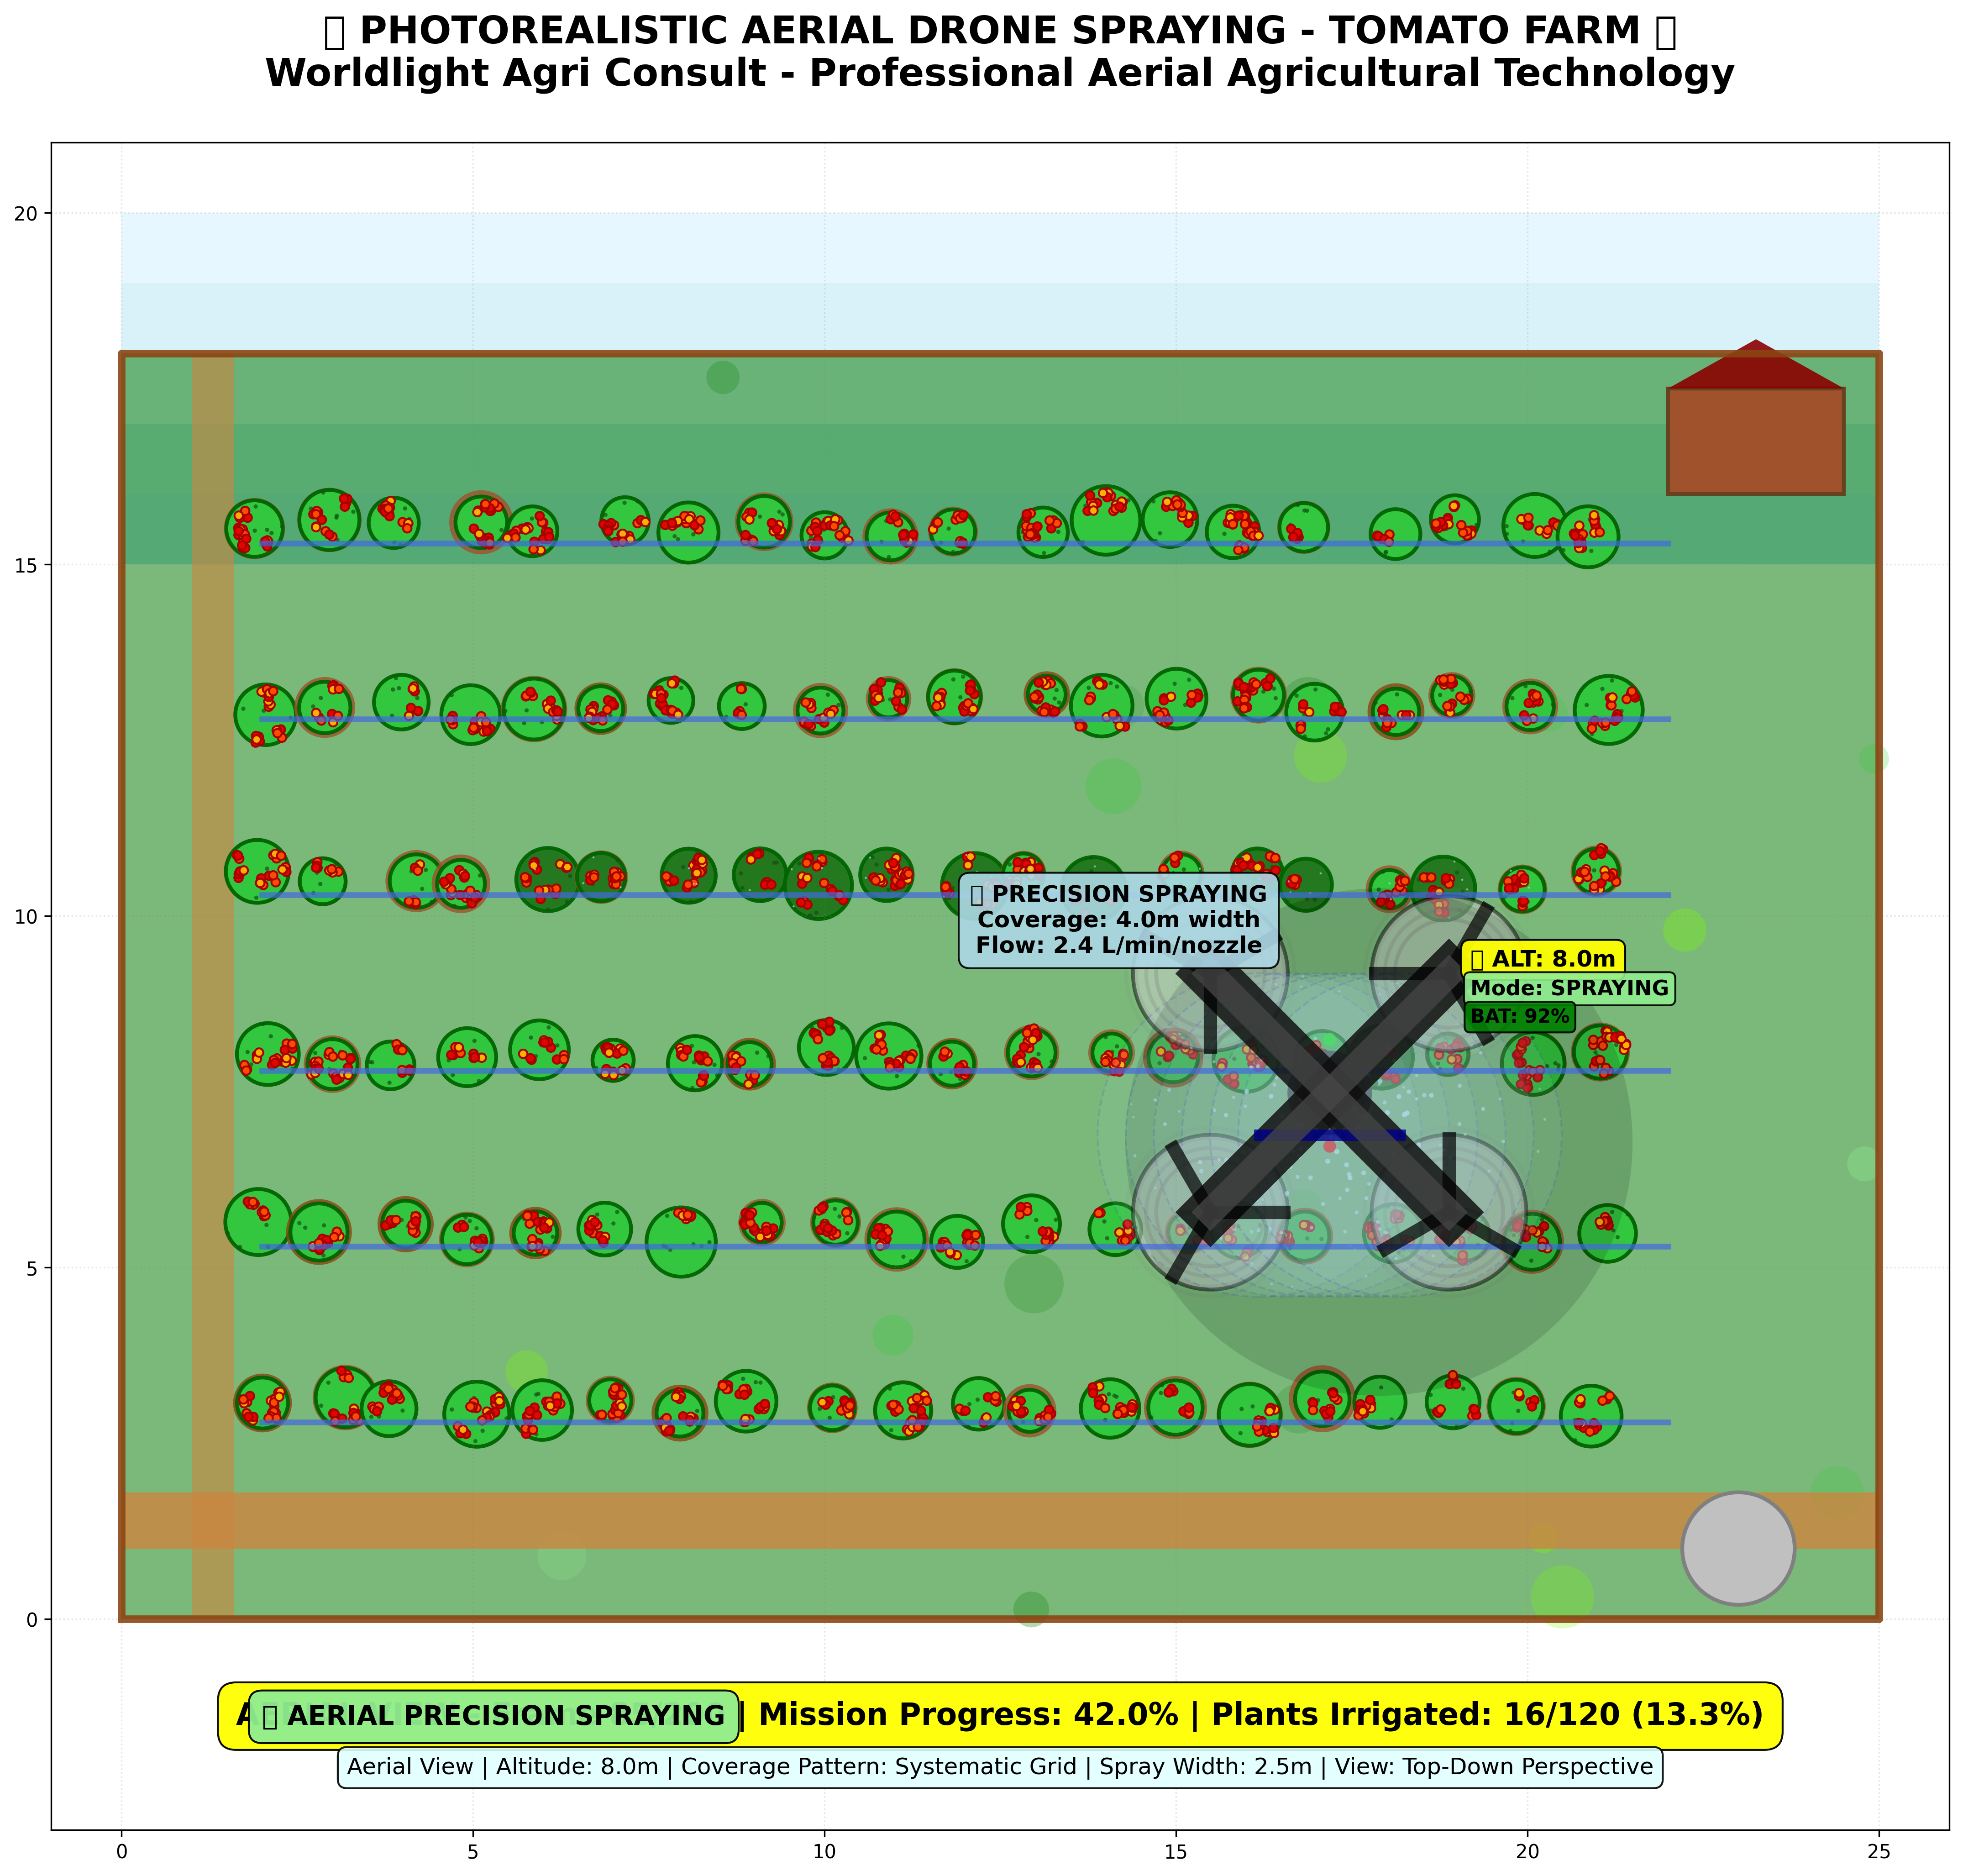 PHOTOREALISTIC AERIAL DRONE SPRAYING - TOMATO FARM
Worldlight Agri Consult - Professional Aerial Agricultural Technology
20
15
10
5
0
PRECISION SPRAYING
Coverage: 4.0m width
Flow: 2.4 L/min/nozzle
ALT: 8.0m
Mode: SPRAYING
BAT: 92%
AERIAL PRECISION SPRAYING | Mission Progress: 42.0% | Plants Irrigated: 16/120 (13.3%)
Aerial View | Altitude: 8.0m | Coverage Pattern: Systematic Grid | Spray Width: 2.5m | View: Top-Down Perspective
0 5 10 15 20 25